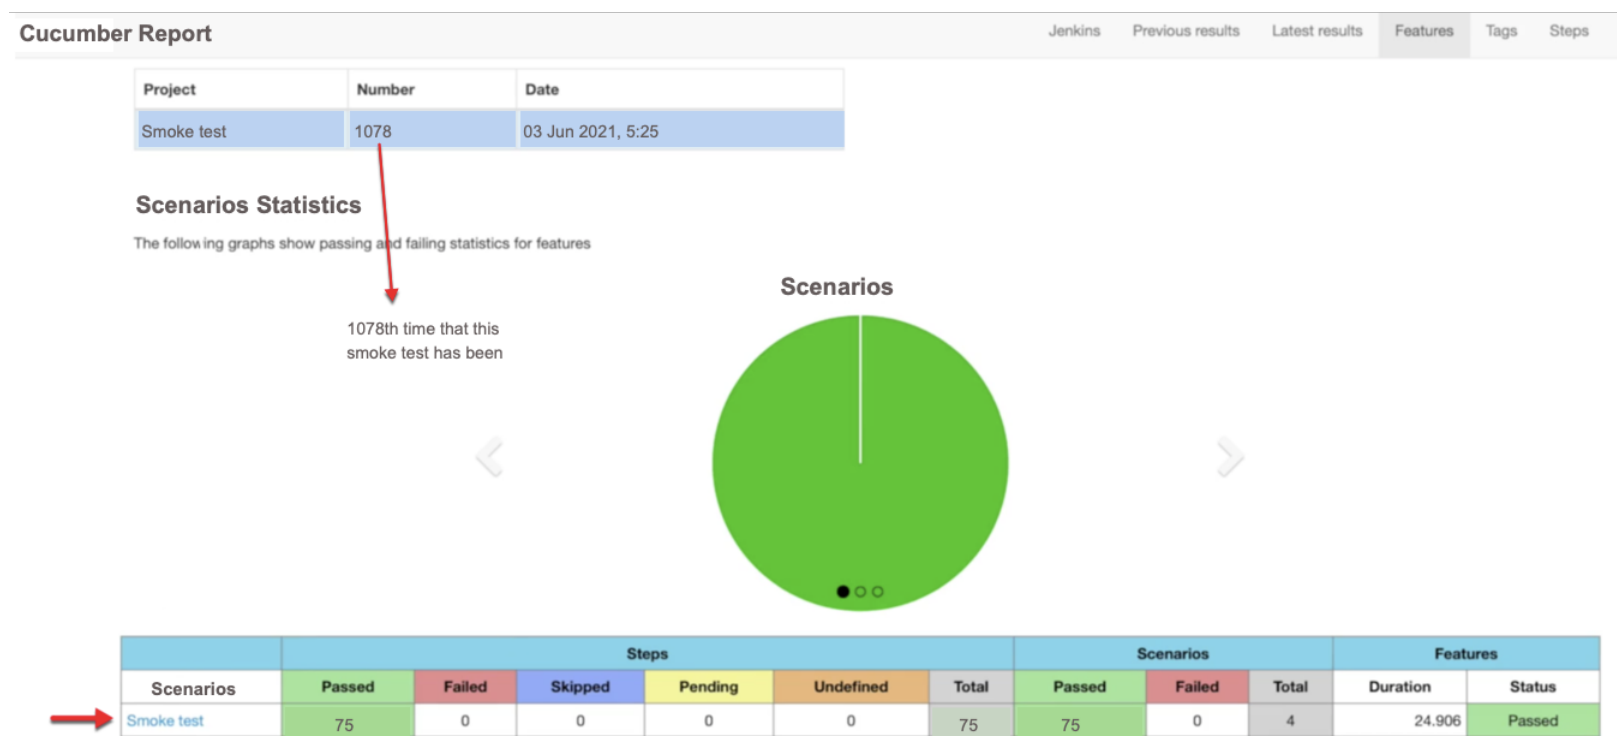 Cucumber Report
Jenkins Previous results Latest results Features Tags Steps
Project Number Date
Smoke test 1078 03 Jun 2021, 5:25
Scenarios Statistics
The following graphs show passing and failing statistics for features
1078th time that this
smoke test has been
Scenarios
Steps Scenarios Features
Scenarios Passed Failed Skipped Pending Undefined Total Passed Failed Total Duration Status
Smoke test 75 0 0 0 0 75 75 0 4 24.906 Passed